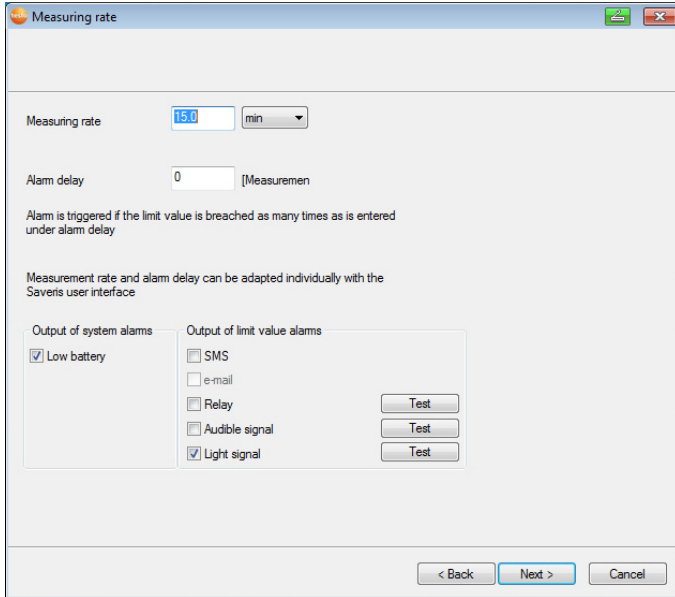 Measuring rate
Measuring rate 15.0 min
Alarm delay 0 [Measuremen
Alarm is triggered if the limit value is breached as many times as is entered
under alarm delay
Measurement rate and alarm delay can be adapted individually with the
Saveris user interface
Output of system alarms
Low battery
Output of limit value alarms
SMS
e-mail
Relay Test
Audible signal Test
Light signal Test
< Back Next > Cancel